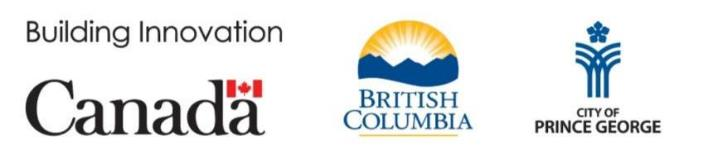 Building Innovation
Canada
BRITISH
COLUMBIA
CITY OF
PRINCE GEORGE